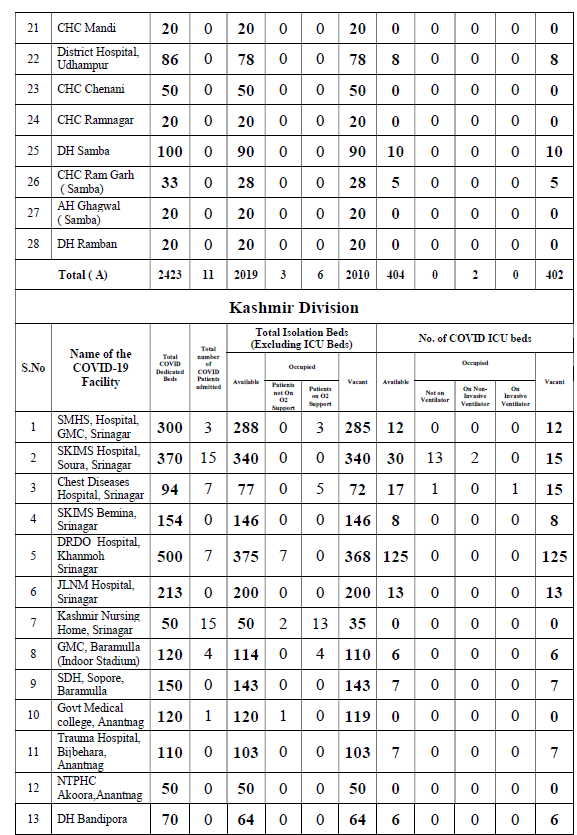 21 CHC Mandi 20 0 20 0 0 20 0 0 0 0 0
22 District Hospital, Udhampur 86 0 78 0 0 78 8 0 0 0 8
23 CHC Chenani 50 0 50 0 0 50 0 0 0 0 0
24 CHC Ramnagar 20 0 20 0 0 20 0 0 0 0 0
25 DH Samba 100 0 90 0 0 90 10 0 0 0 10
26 CHC Ram Garh ( Samba) 33 0 28 0 0 28 5 0 0 0 5
27 AH Ghagwal ( Samba) 20 0 20 0 0 20 0 0 0 0 0
28 DH Ramban 20 0 20 0 0 20 0 0 0 0 0
Total ( A) 2423 11 2019 3 6 2010 404 0 2 0 402
Kashmir Division
S.No
Name of the COVID-19 Facility
Total COVID Dedicated Beds
Total number of COVID Patients admitted
Total Isolation Beds (Excluding ICU Beds)
No. of COVID ICU beds
Available
Occupied
Patients not On O2 Support
Patients on O2 Support
Vacant
Available
Occupied
Not on Ventilator
On Non-Invasive Ventilator
On Invasive Ventilator
Vacant
1 SMHS, Hospital, GMC, Srinagar 300 3 288 0 3 285 12 0 0 0 12
2 SKIMS Hospital, Soura, Srinagar 370 15 340 0 0 340 30 13 2 0 15
3 Chest Diseases Hospital, Srinagar 94 7 77 0 5 72 17 1 0 1 15
4 SKIMS Bemina, Srinagar 154 0 146 0 0 146 8 0 0 0 8
5 DRDO Hospital, Khanmoh Srinagar 500 7 375 7 0 368 125 0 0 0 125
6 JLNM Hospital, Srinagar 213 0 200 0 0 200 13 0 0 0 13
7 Kashmir Nursing Home, Srinagar 50 15 50 2 13 35 0 0 0 0 0
8 GMC, Baramulla (Indoor Stadium) 120 4 114 0 4 110 6 0 0 0 6
9 SDH, Sopore, Baramulla 150 0 143 0 0 143 7 0 0 0 7
10 Govt Medical college, Anantnag 120 1 120 1 0 119 0 0 0 0 0
11 Trauma Hospital, Bijbehara, Anantnag 110 0 103 0 0 103 7 0 0 0 7
12 NTPHC Akoora,Anantnag 50 0 50 0 0 50 0 0 0 0 0
13 DH Bandipora 70 0 64 0 0 64 6 0 0 0 6